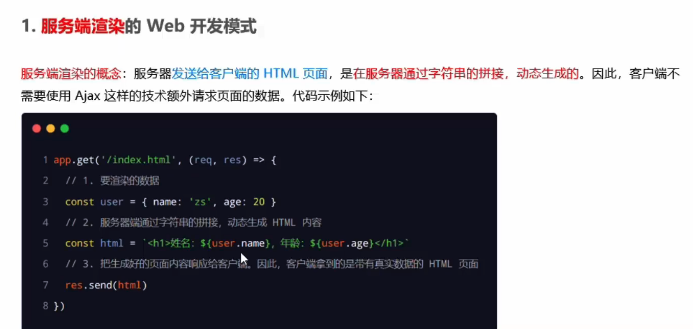 1. 服务端渲染的 Web 开发模式
服务端渲染的概念：服务器发送给客户端的 HTML 页面，是在服务器通过字符串的拼接，动态生成的。因此，客户端不
需要使用 Ajax 这样的技术额外请求页面的数据。代码示例如下：
1 app.get('/index.html', (req, res) => {
2 // 1. 要渲染的数据
3 const user = { name: 'zs', age: 20 }
4 // 2. 服务器端通过字符串的拼接，动态生成 HTML 内容
5 const html = `<h1>姓名：${user.name}，年龄：${user.age}</h1>`
6 // 3. 把生成好的页面内容响应给客户端。因此，客户端拿到的是带有真实数据的 HTML 页面
7 res.send(html)
8 })